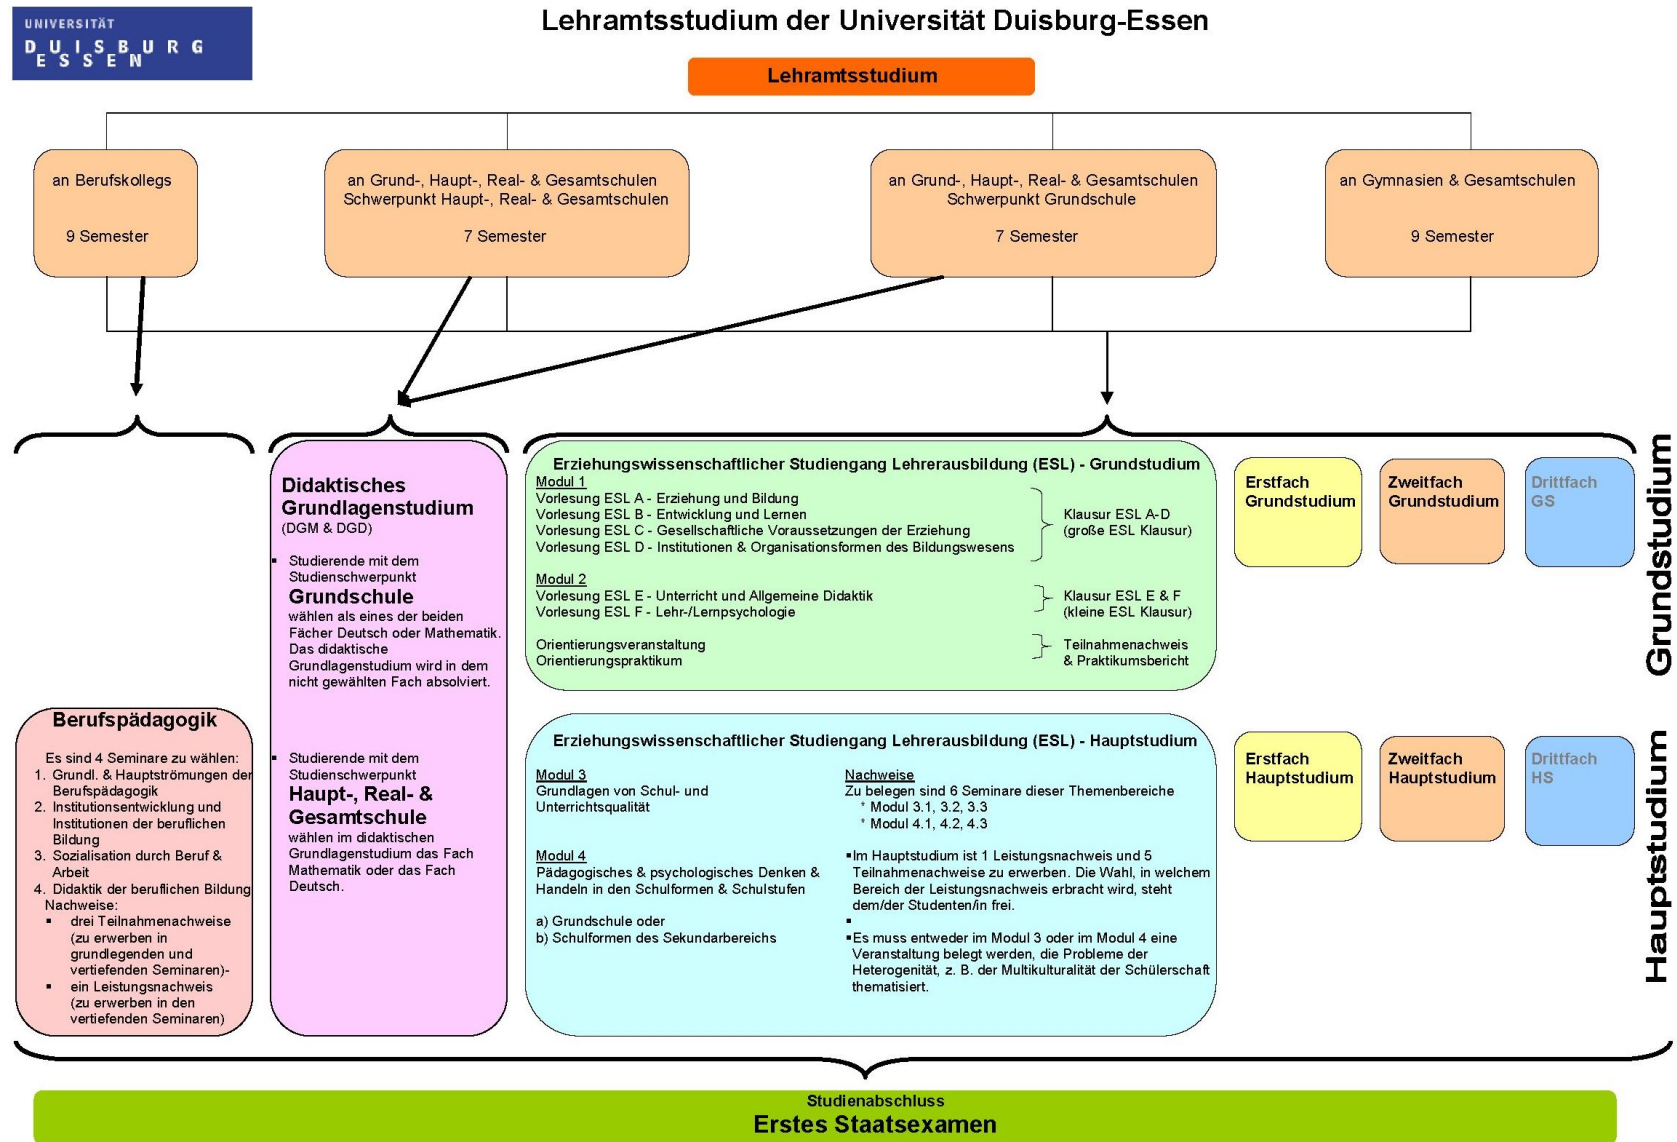 UNIVERSITÄT
DUISBURG
ESSEN
Lehramtsstudium der Universität Duisburg-Essen
Lehramtsstudium
an Berufskollegs
9 Semester
an Grund-, Haupt-, Real- & Gesamtschulen
Schwerpunkt Haupt-, Real- & Gesamtschulen
7 Semester
an Grund-, Haupt-, Real- & Gesamtschulen
Schwerpunkt Grundschule
7 Semester
an Gymnasien & Gesamtschulen
9 Semester
Berufspädagogik
Es sind 4 Seminare zu wählen:
1. Grundl. & Hauptströmungen der
Berufspädagogik
2. Institutionsentwicklung und
Institutionen der beruflichen
Bildung
3. Sozialisation durch Beruf &
Arbeit
4. Didaktik der beruflichen Bildung
Nachweise:
▪ drei Teilnahmenachweise
(zu erwerben in
grundlegenden und
vertiefenden Seminaren)-
▪ ein Leistungsnachweis
(zu erwerben in den
vertiefenden Seminaren)
Didaktisches
Grundlagenstudium
(DGM & DGD)
▪ Studierende mit dem
Studienschwerpunkt
Grundschule
wählen als eines der beiden
Fächer Deutsch oder Mathematik.
Das didaktische
Grundlagenstudium wird in dem
nicht gewählten Fach absolviert.
▪ Studierende mit dem
Studienschwerpunkt
Haupt-, Real- &
Gesamtschule
wählen im didaktischen
Grundlagenstudium das Fach
Mathematik oder das Fach
Deutsch.
Erziehungswissenschaftlicher Studiengang Lehrerausbildung (ESL) - Grundstudium
Modul 1
Vorlesung ESL A - Erziehung und Bildung
Vorlesung ESL B - Entwicklung und Lernen
Vorlesung ESL C - Gesellschaftliche Voraussetzungen der Erziehung
Vorlesung ESL D - Institutionen & Organisationsformen des Bildungswesens
Klausur ESL A-D
(große ESL Klausur)
Modul 2
Vorlesung ESL E - Unterricht und Allgemeine Didaktik
Vorlesung ESL F - Lehr-/Lernpsychologie
Klausur ESL E & F
(kleine ESL Klausur)
Orientierungsveranstaltung
Orientierungspraktikum
Teilnahmenachweis
& Praktikumsbericht
Erstfach
Grundstudium
Zweitfach
Grundstudium
Drittfach
GS
Grundstudium
Erziehungswissenschaftlicher Studiengang Lehrerausbildung (ESL) - Hauptstudium
Modul 3
Grundlagen von Schul- und
Unterrichtsqualität
Modul 4
Pädagogisches & psychologisches Denken &
Handeln in den Schulformen & Schulstufen
a) Grundschule oder
b) Schulformen des Sekundarbereichs
Nachweise
Zu belegen sind 6 Seminare dieser Themenbereiche
* Modul 3.1, 3.2, 3.3
* Modul 4.1, 4.2, 4.3
▪Im Hauptstudium ist 1 Leistungsnachweis und 5
Teilnahmenachweise zu erwerben. Die Wahl, in welchem
Bereich der Leistungsnachweis erbracht wird, steht
dem/der Studenten/in frei.
▪
▪Es muss entweder im Modul 3 oder im Modul 4 eine
Veranstaltung belegt werden, die Probleme der
Heterogenität, z. B. der Multikulturalität der Schülerschaft
thematisiert.
Erstfach
Hauptstudium
Zweitfach
Hauptstudium
Drittfach
HS
Hauptstudium
Studienabschluss
Erstes Staatsexamen